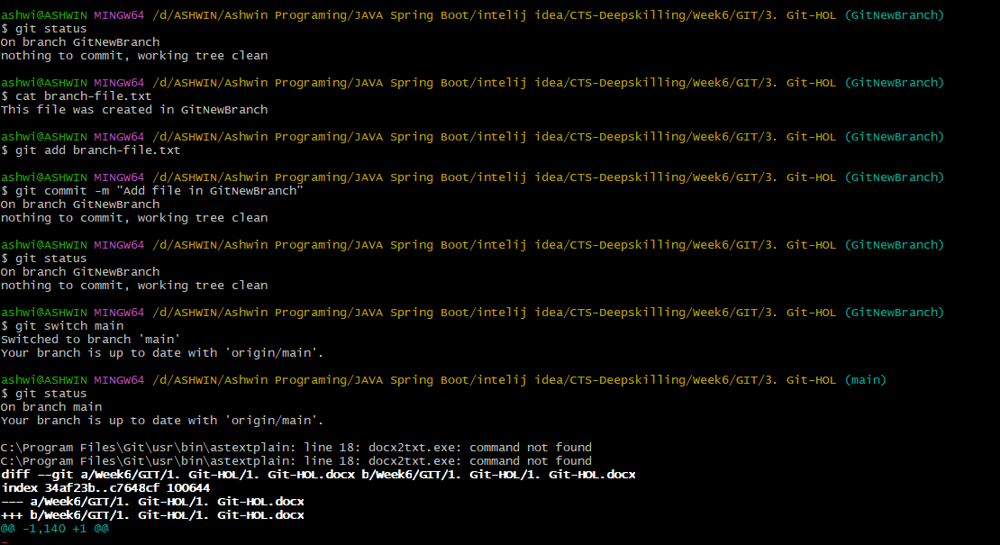 ashwi@ASHWIN MINGW64 /d/ASHWIN/Ashwin Programing/JAVA Spring Boot/intelij idea/CTS-Deepskilling/Week6/GIT/3. Git-HOL (GitNewBranch)
$ git status
On branch GitNewBranch
nothing to commit, working tree clean
ashwi@ASHWIN MINGW64 /d/ASHWIN/Ashwin Programing/JAVA Spring Boot/intelij idea/CTS-Deepskilling/Week6/GIT/3. Git-HOL (GitNewBranch)
$ cat branch-file.txt
This file was created in GitNewBranch
ashwi@ASHWIN MINGW64 /d/ASHWIN/Ashwin Programing/JAVA Spring Boot/intelij idea/CTS-Deepskilling/Week6/GIT/3. Git-HOL (GitNewBranch)
$ git add branch-file.txt
ashwi@ASHWIN MINGW64 /d/ASHWIN/Ashwin Programing/JAVA Spring Boot/intelij idea/CTS-Deepskilling/Week6/GIT/3. Git-HOL (GitNewBranch)
$ git commit -m "Add file in GitNewBranch"
On branch GitNewBranch
nothing to commit, working tree clean
ashwi@ASHWIN MINGW64 /d/ASHWIN/Ashwin Programing/JAVA Spring Boot/intelij idea/CTS-Deepskilling/Week6/GIT/3. Git-HOL (GitNewBranch)
$ git status
On branch GitNewBranch
nothing to commit, working tree clean
ashwi@ASHWIN MINGW64 /d/ASHWIN/Ashwin Programing/JAVA Spring Boot/intelij idea/CTS-Deepskilling/Week6/GIT/3. Git-HOL (GitNewBranch)
$ git switch main
Switched to branch 'main'
Your branch is up to date with 'origin/main'.
ashwi@ASHWIN MINGW64 /d/ASHWIN/Ashwin Programing/JAVA Spring Boot/intelij idea/CTS-Deepskilling/Week6/GIT/3. Git-HOL (main)
$ git status
On branch main
Your branch is up to date with 'origin/main'.
C:\Program Files\Git\usr\bin\astextplain: line 18: docx2txt.exe: command not found
C:\Program Files\Git\usr\bin\astextplain: line 18: docx2txt.exe: command not found
diff --git a/Week6/GIT/1. Git-HOL/1. Git-HOL.docx b/Week6/GIT/1. Git-HOL/1. Git-HOL.docx
index 34af23b..c7648cf 100644
--- a/Week6/GIT/1. Git-HOL/1. Git-HOL.docx
+++ b/Week6/GIT/1. Git-HOL/1. Git-HOL.docx
@@ -1,140 +1 @@
-